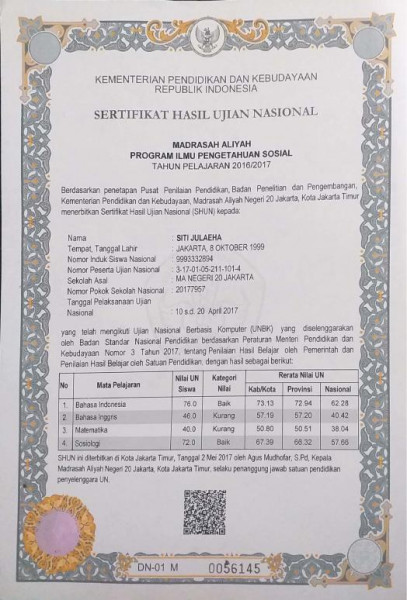 KEMENTERIAN PENDIDIKAN DAN KEBUDAYAAN
REPUBLIK INDONESIA
SERTIFIKAT HASIL UJIAN NASIONAL
MADRASAH ALIYAH
PROGRAM ILMU PENGETAHUAN SOSIAL
TAHUN PELAJARAN 2016/2017
Berdasarkan penetapan Pusat Penilaian Pendidikan, Badan Penelitian dan Pengembangan,
Kementerian Pendidikan dan Kebudayaan, Madrasah Aliyah Negeri 20 Jakarta, Kota Jakarta Timur
menerbitkan Sertifikat Hasil Ujian Nasional (SHUN) kepada:
Nama : SITI JULAEHA
Tempat, Tanggal Lahir : JAKARTA, 8 OKTOBER 1999
Nomor Induk Siswa Nasional : 9993332894
Nomor Peserta Ujian Nasional : 3-17-01-05-211-101-4
Sekolah Asal : MA NEGERI 20 JAKARTA
Nomor Pokok Sekolah Nasional : 20177957
Tanggal Pelaksanaan Ujian
Nasional : 10 s.d. 20 April 2017
yang telah mengikuti Ujian Nasional Berbasis Komputer (UNBK) yang diselenggarakan
oleh Badan Standar Nasional Pendidikan berdasarkan Peraturan Menteri Pendidikan dan
Kebudayaan Nomor 3 Tahun 2017, tentang Penilaian Hasil Belajar oleh Pemerintah dan
Penilaian Hasil Belajar oleh Satuan Pendidikan, dengan hasil sebagai berikut:
No Mata Pelajaran Nilai UN Siswa Kategori Nilai Rerata Nilai UN
Kab/Kota Provinsi Nasional
1. Bahasa Indonesia 76.0 Baik 73.13 72.94 62.28
2. Bahasa Inggris 46.0 Kurang 57.19 57.20 40.42
3. Matematika 40.0 Kurang 50.80 50.51 38.04
4. Sosiologi 72.0 Baik 67.39 68.32 57.66
SHUN ini diterbitkan di Kota Jakarta Timur, Tanggal 2 Mei 2017 oleh Agus Mudhofar, S.Pd, Kepala
Madrasah Aliyah Negeri 20 Jakarta, Kota Jakarta Timur, selaku penanggung jawab satuan pendidikan
penyelenggara UN.
DN-01 M 0056145